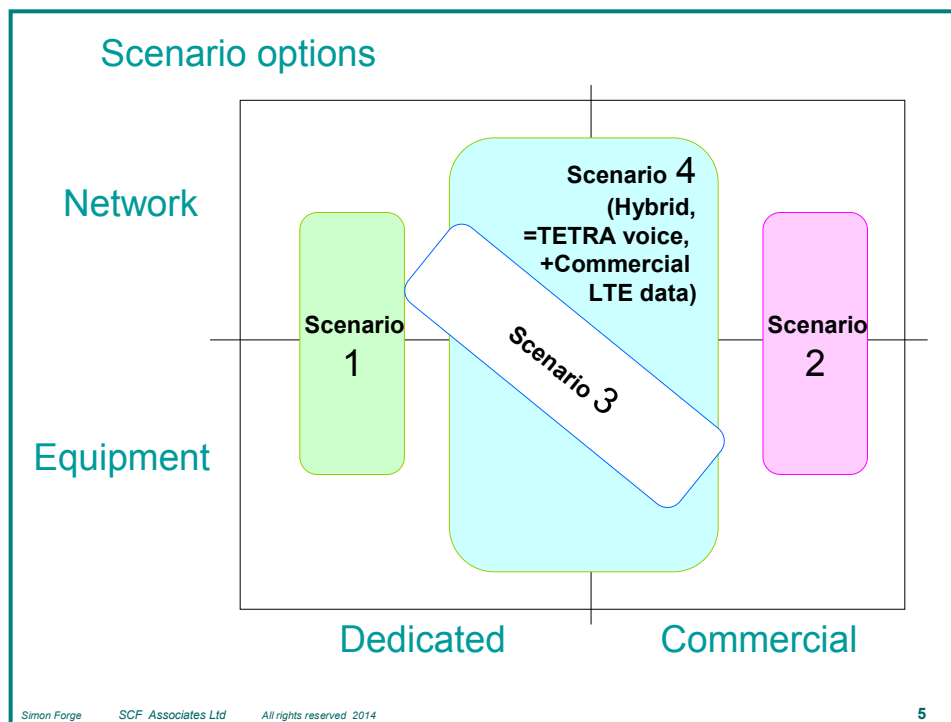 Scenario options
Network
Equipment
Scenario 4
(Hybrid,
=TETRA voice,
+Commercial
LTE data)
Scenario
1
Scenario 3
Scenario
2
Dedicated
Commercial
Simon Forge SCF Associates Ltd All rights reserved 2014
5